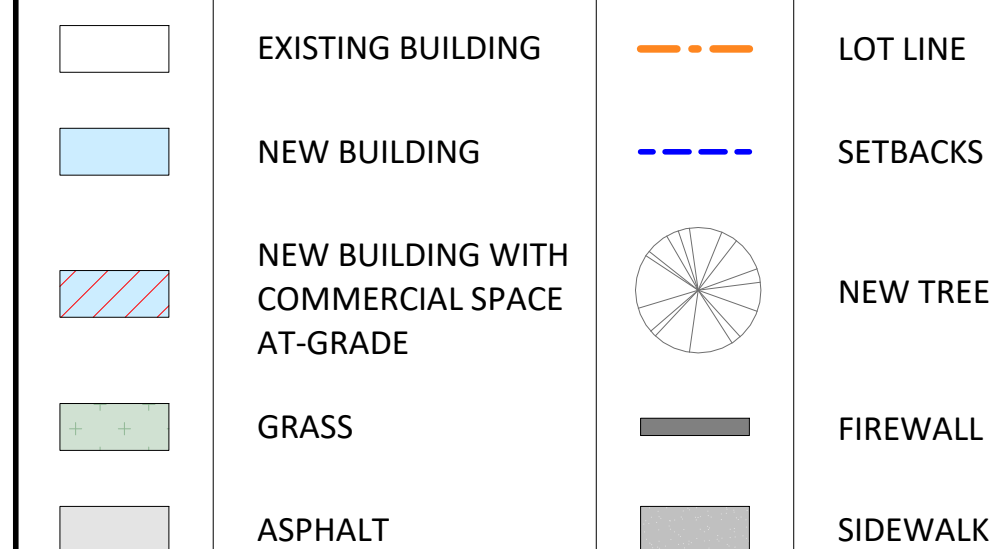 EXISTING BUILDING
LOT LINE
NEW BUILDING
SETBACKS
NEW BUILDING WITH
COMMERCIAL SPACE
AT-GRADE
NEW TREE
GRASS
FIREWALL
ASPHALT
SIDEWALK